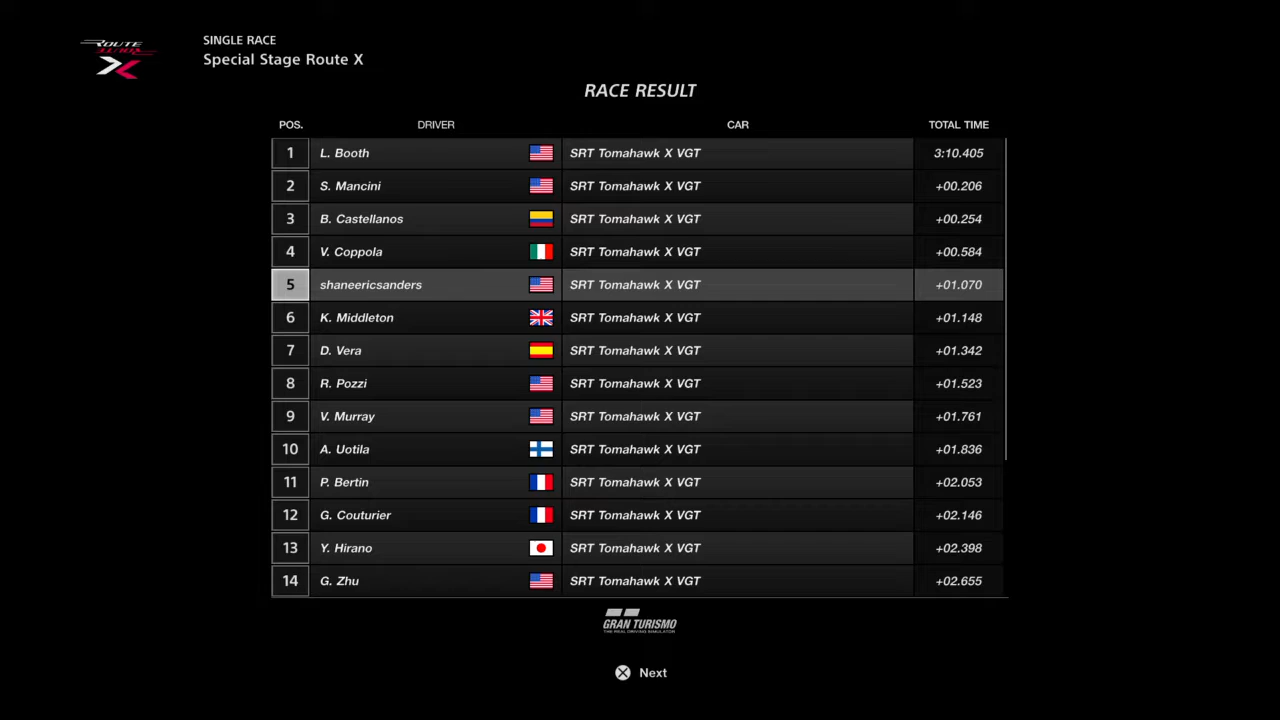 ROUTE
X
SINGLE RACE
Special Stage Route X
RACE RESULT
POS. DRIVER CAR TOTAL TIME
1 L. Booth SRT Tomahawk X VGT 3:10.405
2 S. Mancini SRT Tomahawk X VGT +00.206
3 B. Castellanos SRT Tomahawk X VGT +00.254
4 V. Coppola SRT Tomahawk X VGT +00.584
5 shaneericsanders SRT Tomahawk X VGT +01.070
6 K. Middleton SRT Tomahawk X VGT +01.148
7 D. Vera SRT Tomahawk X VGT +01.342
8 R. Pozzi SRT Tomahawk X VGT +01.523
9 V. Murray SRT Tomahawk X VGT +01.761
10 A. Uotila SRT Tomahawk X VGT +01.836
11 P. Bertin SRT Tomahawk X VGT +02.053
12 G. Couturier SRT Tomahawk X VGT +02.146
13 Y. Hirano SRT Tomahawk X VGT +02.398
14 G. Zhu SRT Tomahawk X VGT +02.655
GRAN TURISMO
THE REAL DRIVING SIMULATOR
Next